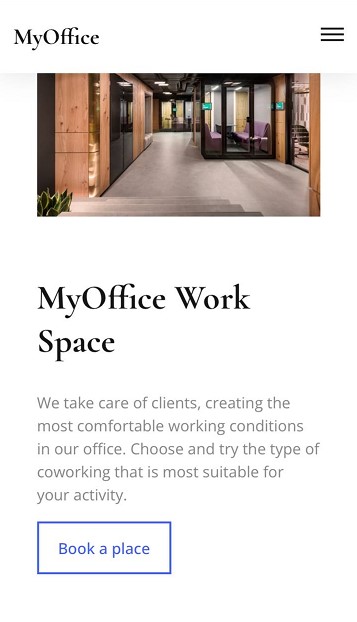 MyOffice
MyOffice Work
Space
We take care of clients, creating the
most comfortable working conditions
in our office. Choose and try the type of
coworking that is most suitable for
your activity.
Book a place